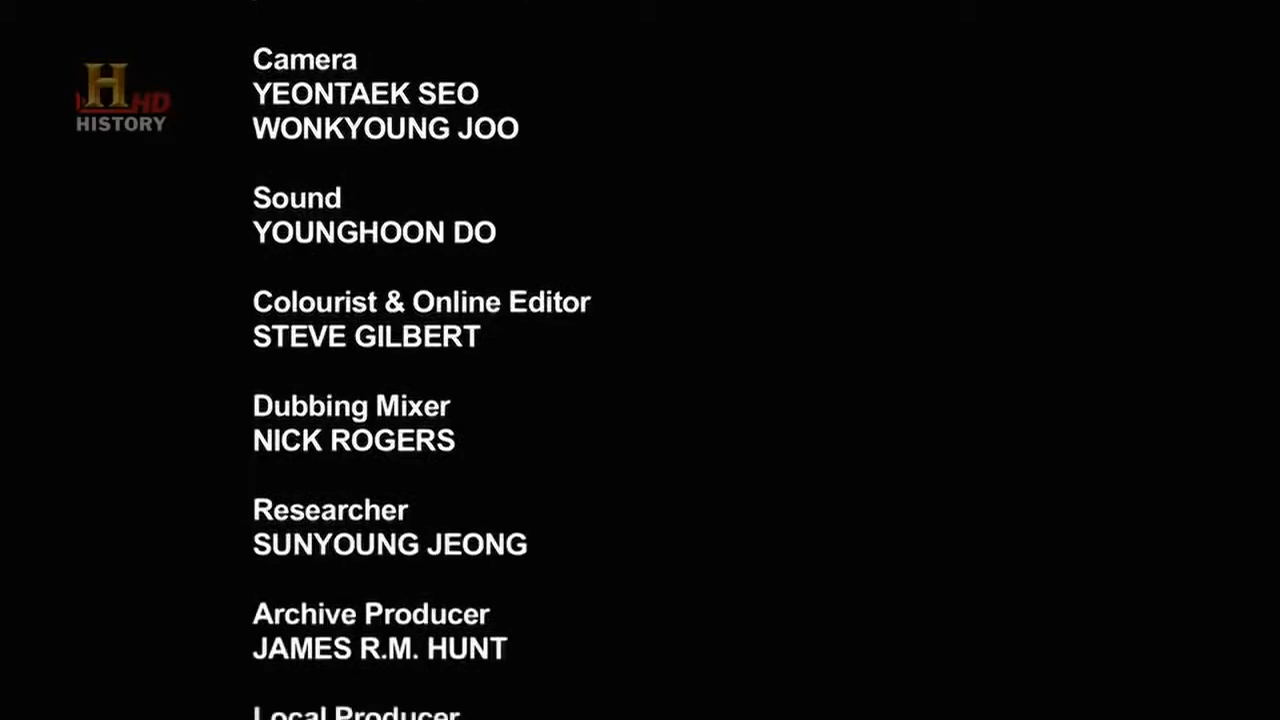 Camera
YEONTAEK SEO
WONKYOUNG JOO
H HD
HISTORY
Sound
YOUNGHOON DO
Colourist & Online Editor
STEVE GILBERT
Dubbing Mixer
NICK ROGERS
Researcher
SUNYOUNG JEONG
Archive Producer
JAMES R.M. HUNT
Local Producer